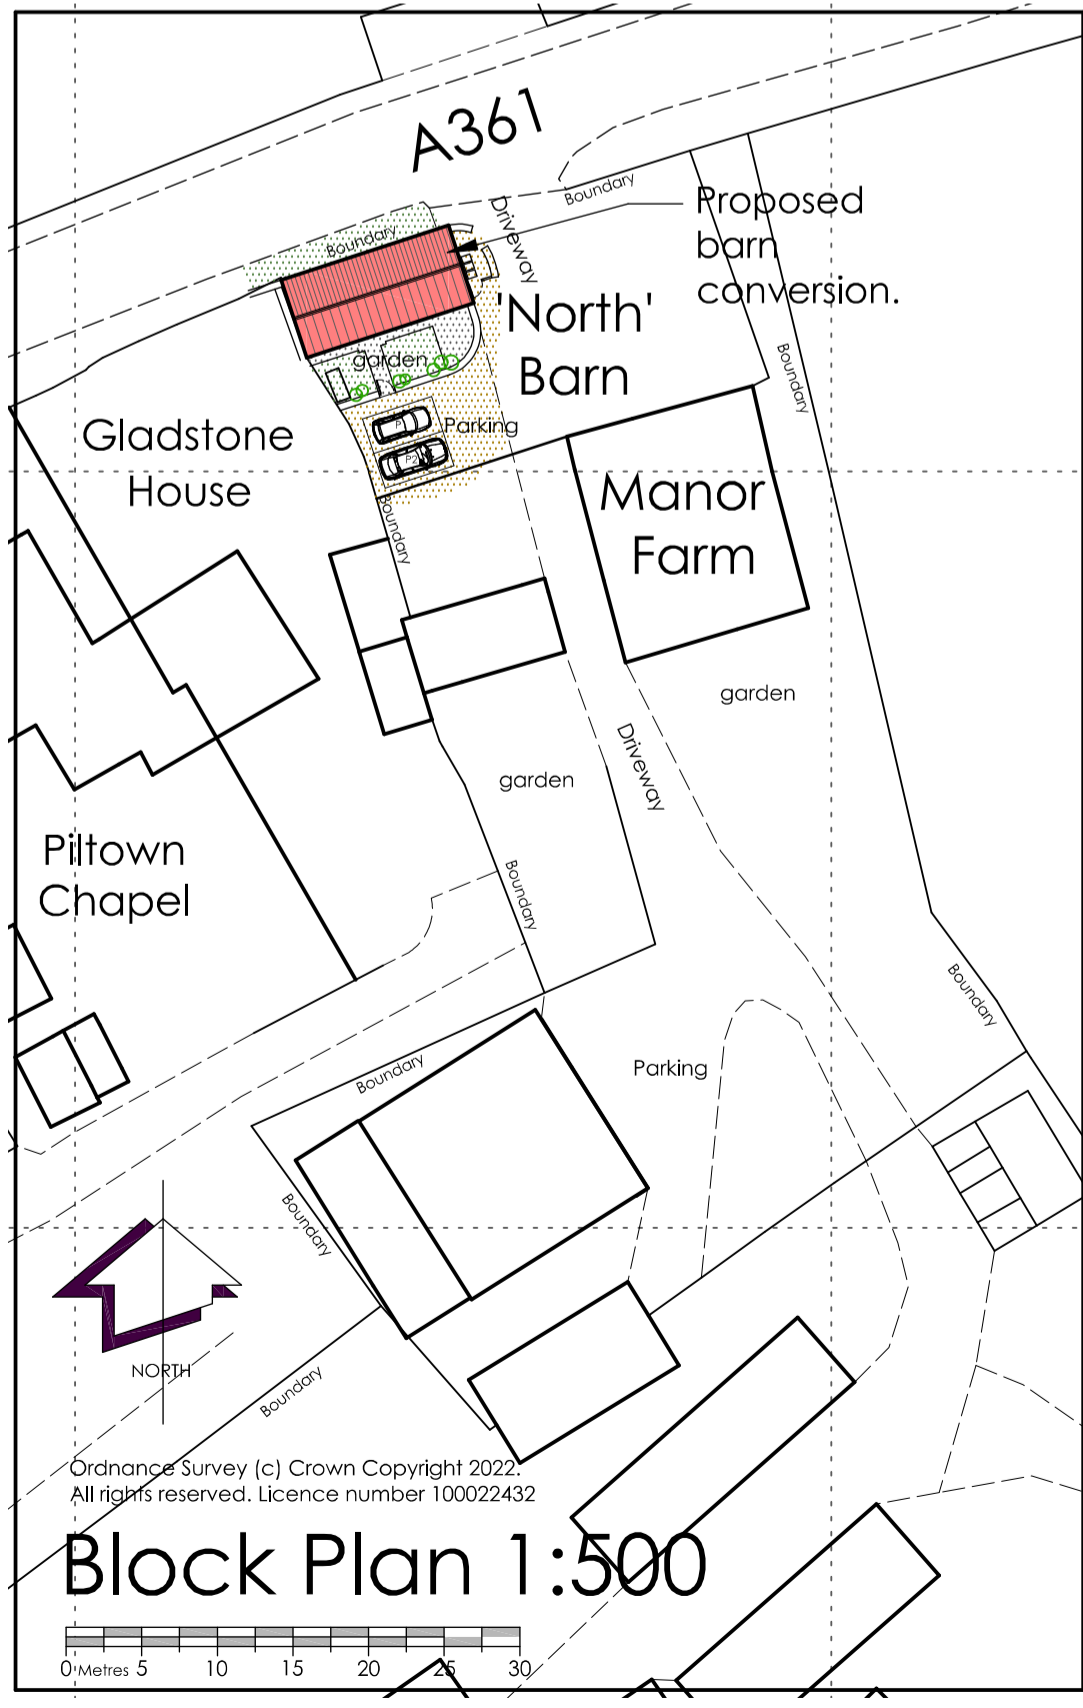 A361
Boundary
Proposed
barn
conversion.
Driveway
Boundary
'North'
Barn
garden
Boundary
Parking
P1
P2
Gladstone
House
Manor
Farm
Boundary
garden
Driveway
garden
Piltown
Chapel
Boundary
Boundary
Parking
Boundary
Boundary
NORTH
Boundary
Ordnance Survey (c) Crown Copyright 2022.
All rights reserved. Licence number 100022432
Block Plan 1:500
0 Metres 5 10 15 20 25 30